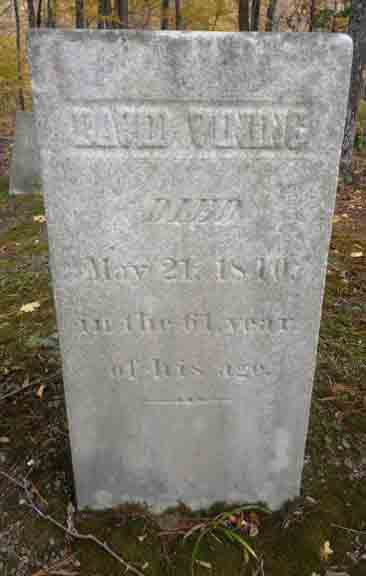 DAVID VINING
DIED
May 21, 1840,
in the 61, year
of his age.